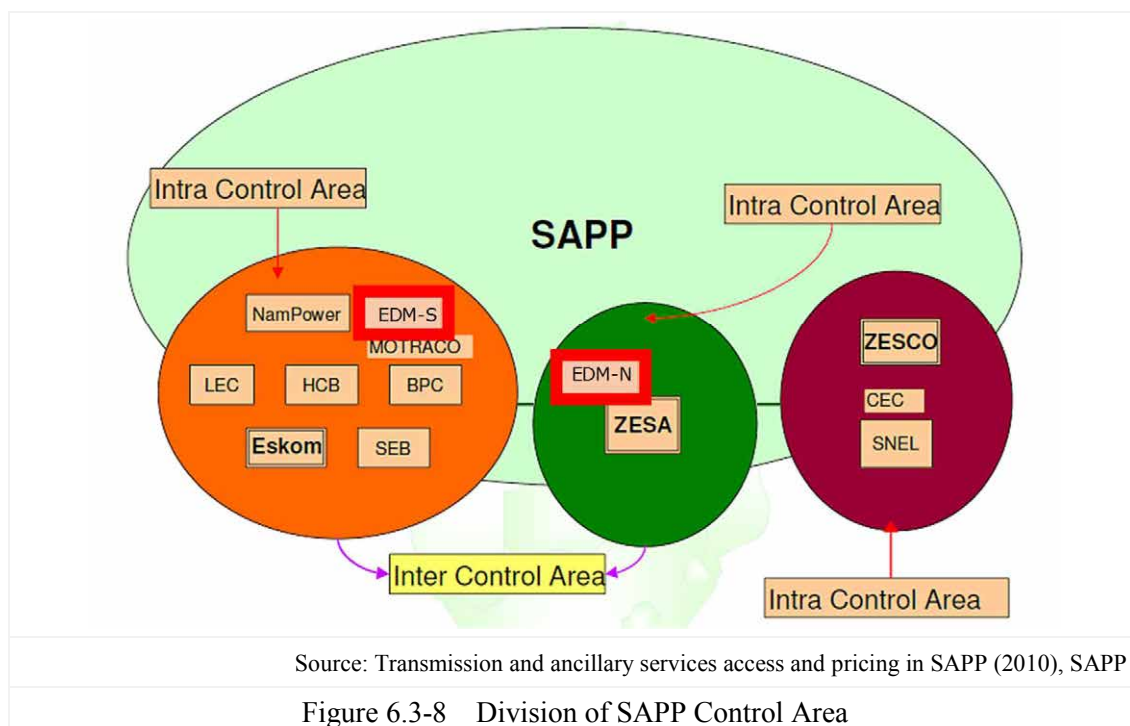 Intra Control Area
Intra Control Area
SAPP
NamPower
EDM-S
MOTRACO
LEC
HCB
BPC
Eskom
SEB
EDM-N
ZESA
ZESCO
CEC
SNEL
Inter Control Area
Intra Control Area
Source: Transmission and ancillary services access and pricing in SAPP (2010), SAPP
Figure 6.3-8 Division of SAPP Control Area